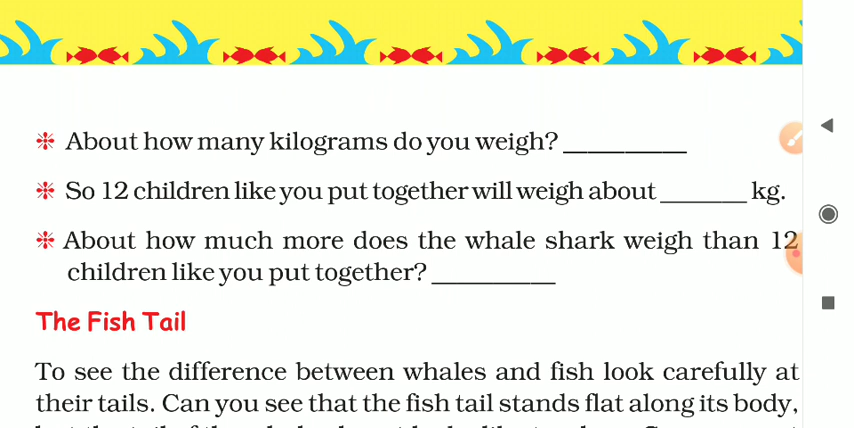 ❉ About how many kilograms do you weigh? __________
❉ So 12 children like you put together will weigh about _______ kg.
❉ About how much more does the whale shark weigh than 12
children like you put together? __________
The Fish Tail
To see the difference between whales and fish look carefully at
their tails. Can you see that the fish tail stands flat along its body,